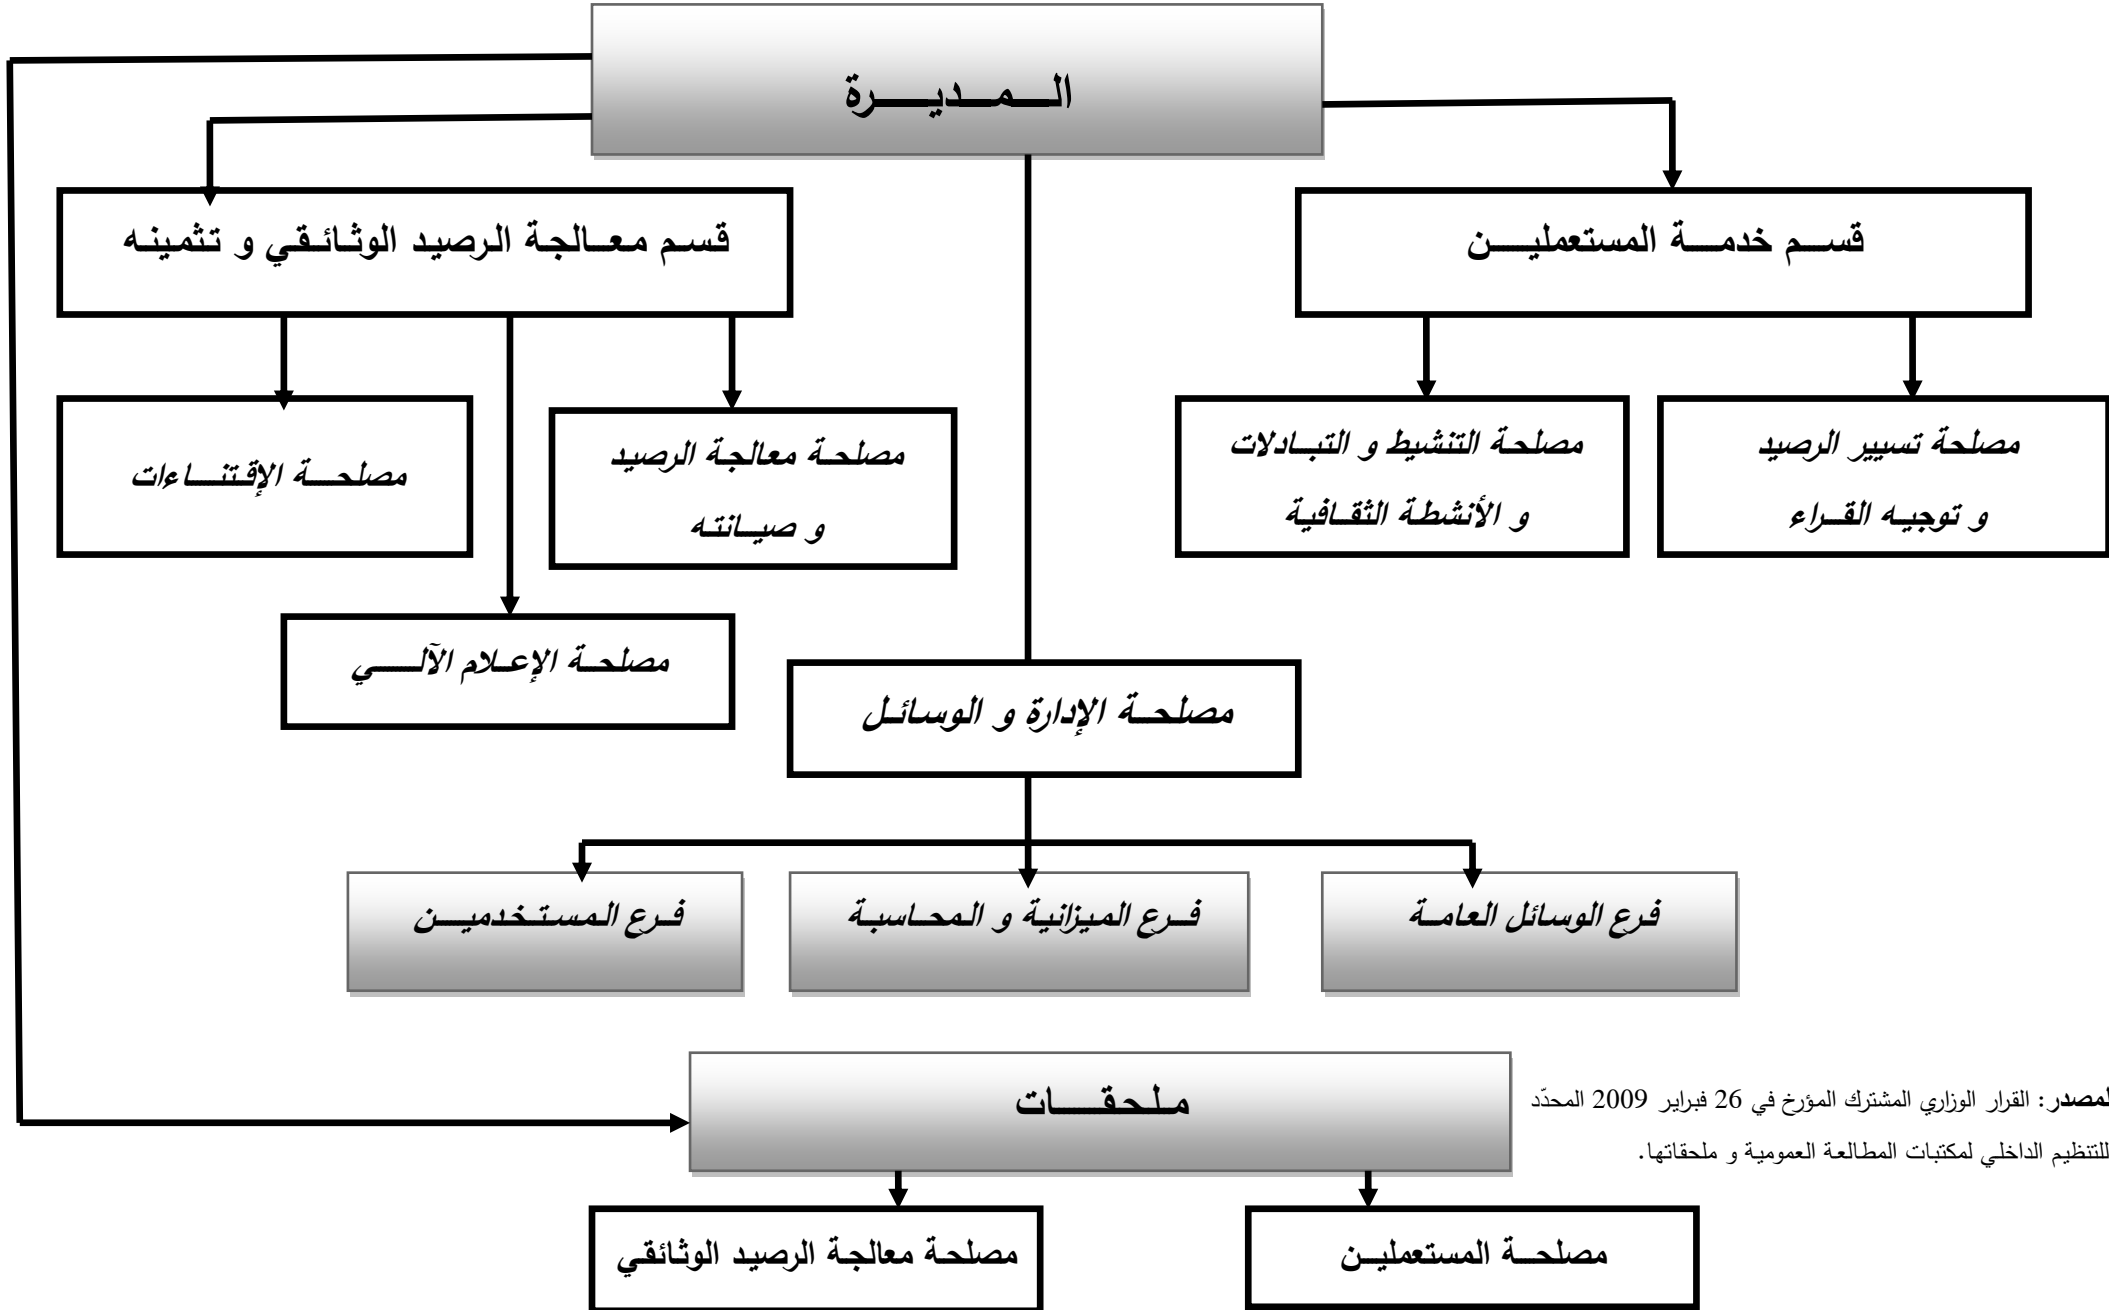 المديرة
قسم خدمة المستعملين
قسم معالجة الرصيد الوثائقي و تثمينه
مصلحة تسيير الرصيد
و توجيه القراء
مصلحة التنشيط و التبادلات
و الأنشطة الثقافية
مصلحة معالجة الرصيد
و صيانته
مصلحة الإقتناءات
مصلحة الإعلام الآلي
مصلحة الإدارة و الوسائل
فرع الوسائل العامة
فرع الميزانية و المحاسبة
فرع المستخدمين
ملحقات
لمصدر: القرار الوزاري المشترك المؤرخ في 26 فبراير 2009 المحدّد
للتنظيم الداخلي لمكتبات المطالعة العمومية و ملحقاتها.
مصلحة المستعملين
مصلحة معالجة الرصيد الوثائقي